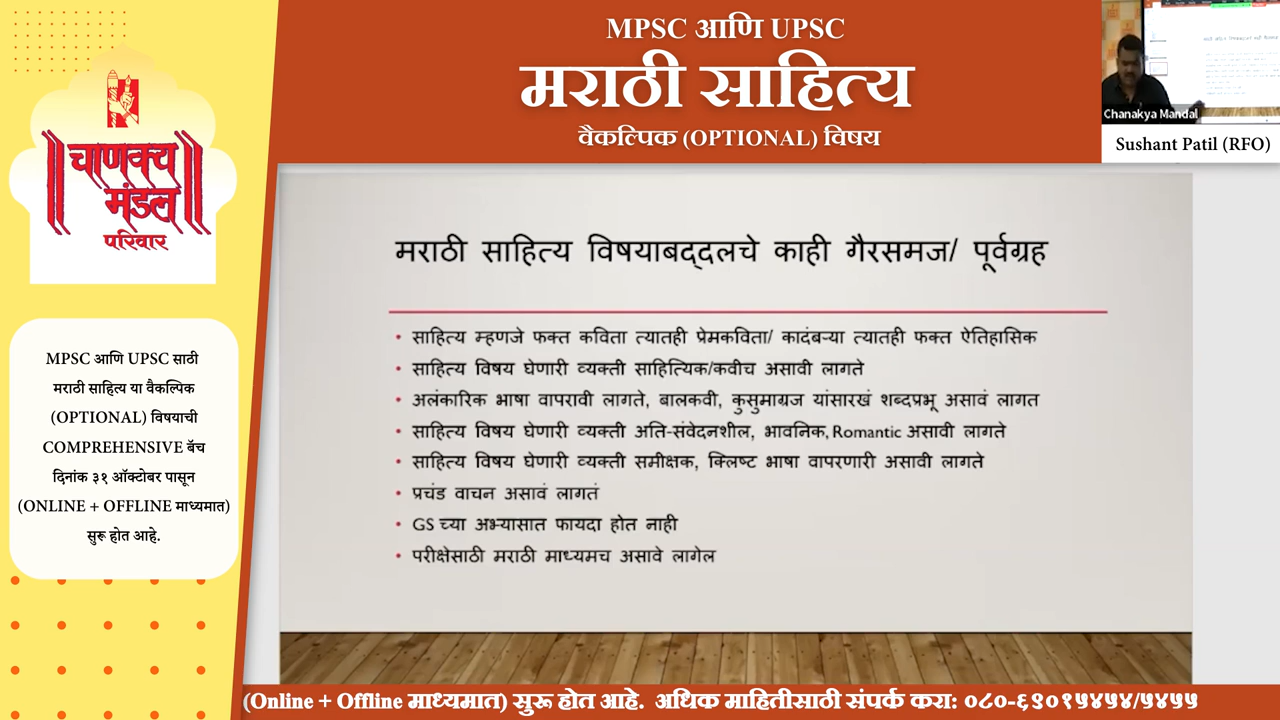 MPSC आणि UPSC
मराठी साहित्य
वैकल्पिक (OPTIONAL) विषय
Chanakya Mandal
Sushant Patil (RFO)
चाणक्य
मंडल
परिवार
MPSC आणि UPSC साठी
मराठी साहित्य या वैकल्पिक
(OPTIONAL) विषयाची
COMPREHENSIVE बॅच
दिनांक ३१ ऑक्टोबर पासून
(ONLINE + OFFLINE माध्यमात)
सुरू होत आहे.
मराठी साहित्य विषयाबद्दलचे काही गैरसमज/ पूर्वग्रह
• साहित्य म्हणजे फक्त कविता त्यातही प्रेमकविता/ कादंबऱ्या त्यातही फक्त ऐतिहासिक
• साहित्य विषय घेणारी व्यक्ती साहित्यिक/कवीच असावी लागते
• अलंकारिक भाषा वापरावी लागते, बालकवी, कुसुमाग्रज यांसारखं शब्दप्रभू असावं लागत
• साहित्य विषय घेणारी व्यक्ती अति-संवेदनशील, भावनिक, Romantic असावी लागते
• साहित्य विषय घेणारी व्यक्ती समीक्षक, क्लिष्ट भाषा वापरणारी असावी लागते
• प्रचंड वाचन असावं लागतं
• GS च्या अभ्यासात फायदा होत नाही
• परीक्षेसाठी मराठी माध्यमच असावे लागेल
(Online + Offline माध्यमात) सुरू होत आहे. अधिक माहितीसाठी संपर्क करा: ०८०-६९०१५४५४/५४५५